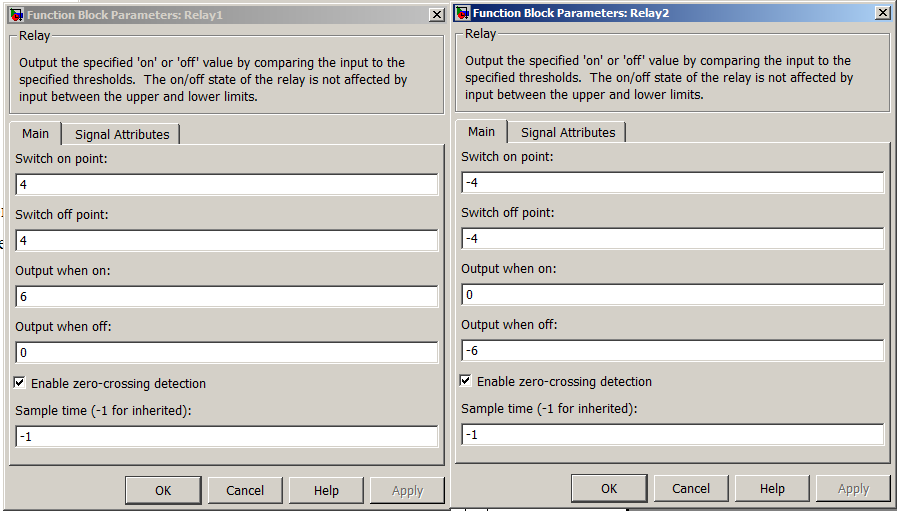 Function Block Parameters: Relay1
Relay
Output the specified 'on' or 'off' value by comparing the input to the
specified thresholds. The on/off state of the relay is not affected by
input between the upper and lower limits.
Main
Signal Attributes
Switch on point:
4
Switch off point:
4
Output when on:
6
Output when off:
0
Enable zero-crossing detection
Sample time (-1 for inherited):
-1
OK
Cancel
Help
Apply
Function Block Parameters: Relay2
Relay
Output the specified 'on' or 'off' value by comparing the input to the
specified thresholds. The on/off state of the relay is not affected by
input between the upper and lower limits.
Main
Signal Attributes
Switch on point:
-4
Switch off point:
-4
Output when on:
0
Output when off:
-6
Enable zero-crossing detection
Sample time (-1 for inherited):
-1
OK
Cancel
Help
Apply